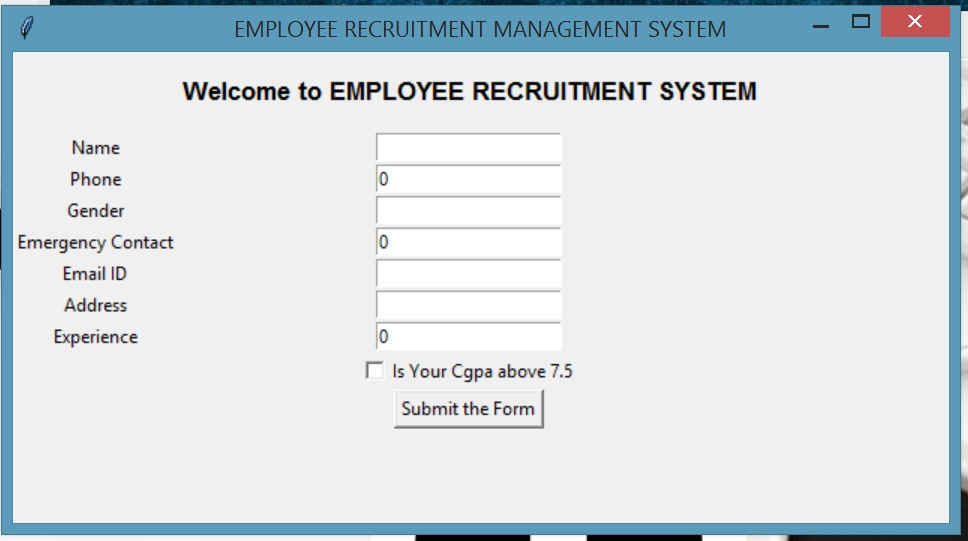 EMPLOYEE RECRUITMENT MANAGEMENT SYSTEM
Welcome to EMPLOYEE RECRUITMENT SYSTEM
Name
Phone 0
Gender
Emergency Contact 0
Email ID
Address
Experience 0
Is Your Cgpa above 7.5
Submit the Form